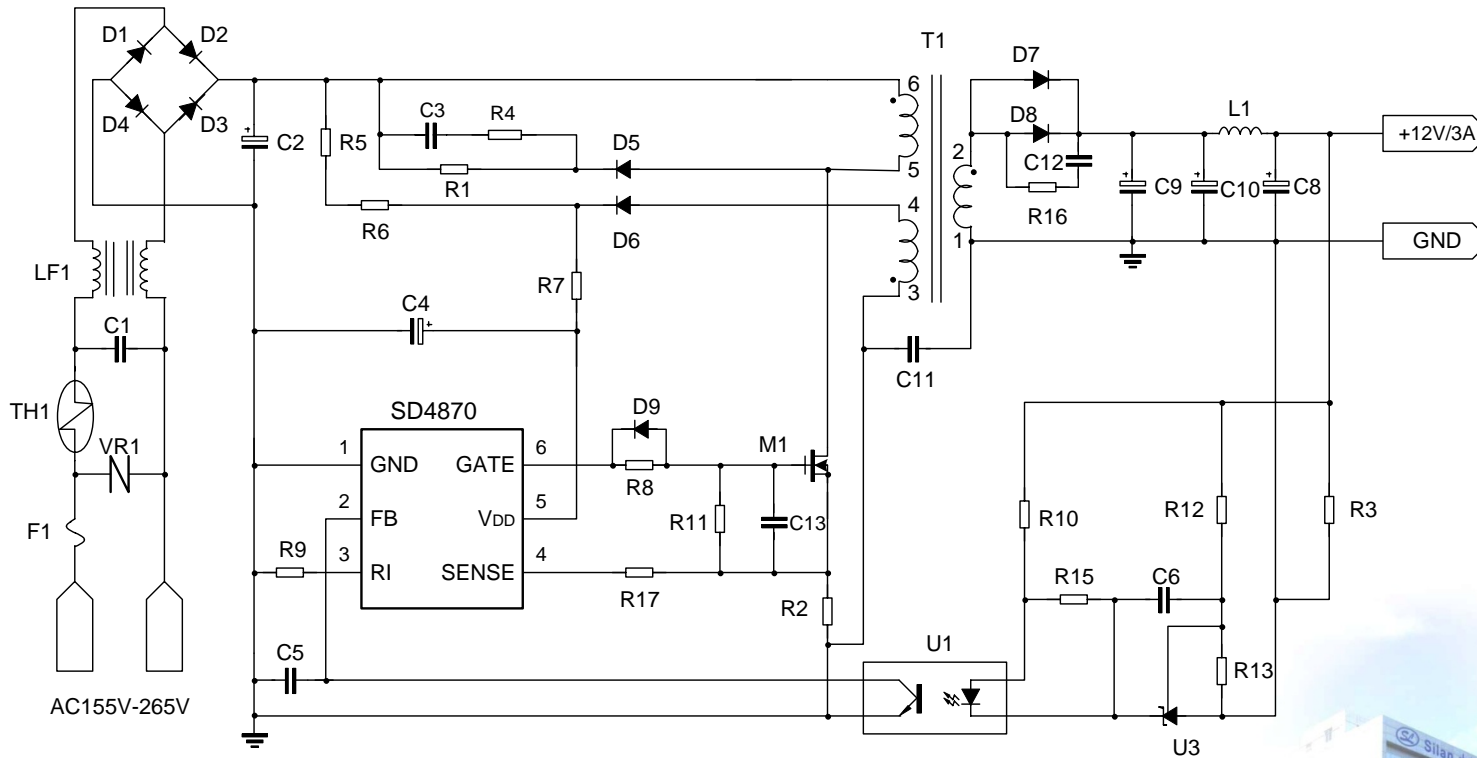 T1
D1
D2
D7
6
C3
R4
D8
L1
+12V/3A
D4
D3
C2
R5
D5
2
C12
R1
5
C9
C10
C8
4
R16
R6
D6
1
GND
LF1
R7
3
C4
C1
C11
TH1
SD4870
D9
VR1
1
6
M1
GND
GATE
R8
2
5
F1
FB
VDD
R11
C13
R10
R12
R3
R9
3
4
RI
SENSE
R15
C6
R17
R2
U1
C5
R13
AC155V-265V
U3
Silan